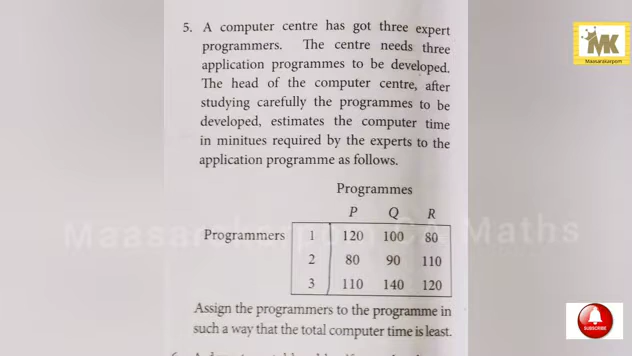 5. A computer centre has got three expert
programmers. The centre needs three
application programmes to be developed.
The head of the computer centre, after
studying carefully the programmes to be
developed, estimates the computer time
in minitues required by the experts to the
application programme as follows.
Programmes
P Q R
Programmers 1 120 100 80
2 80 90 110
3 110 140 120
Assign the programmers to the programme in
such a way that the total computer time is least.
MK
Maasarakarpom
SUBSCRIBE